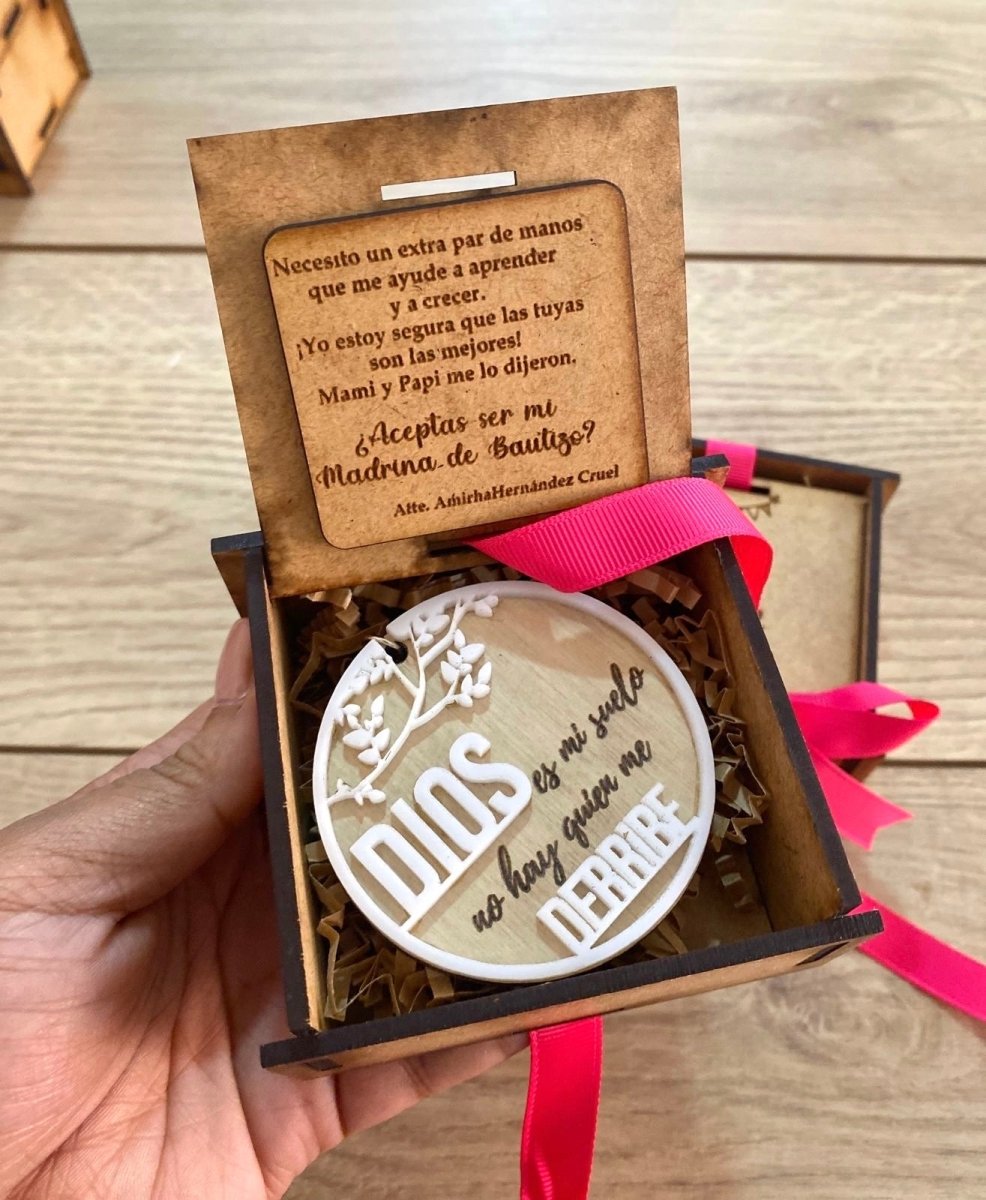 Necesito un extra par de manos
que me ayude a aprender
y a crecer.
¡Yo estoy segura que las tuyas
son las mejores!
Mami y Papi me lo dijeron.
¿Aceptas ser mi
Madrina de Bautizo?
Atte. AmirhaHernández Cruel
DIOS es mi suelo
no hay quien me
DERRIBE